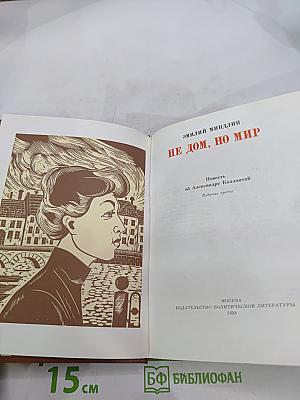 ЭМИЛИЙ МИНДЛИН
НЕ ДОМ, НО МИР
Повесть
об Александре Коллонтай
Издание третье
МОСКВА
ИЗДАТЕЛЬСТВО ПОЛИТИЧЕСКОЙ ЛИТЕРАТУРЫ
1988
15 см
БФ БИБЛИОФАН